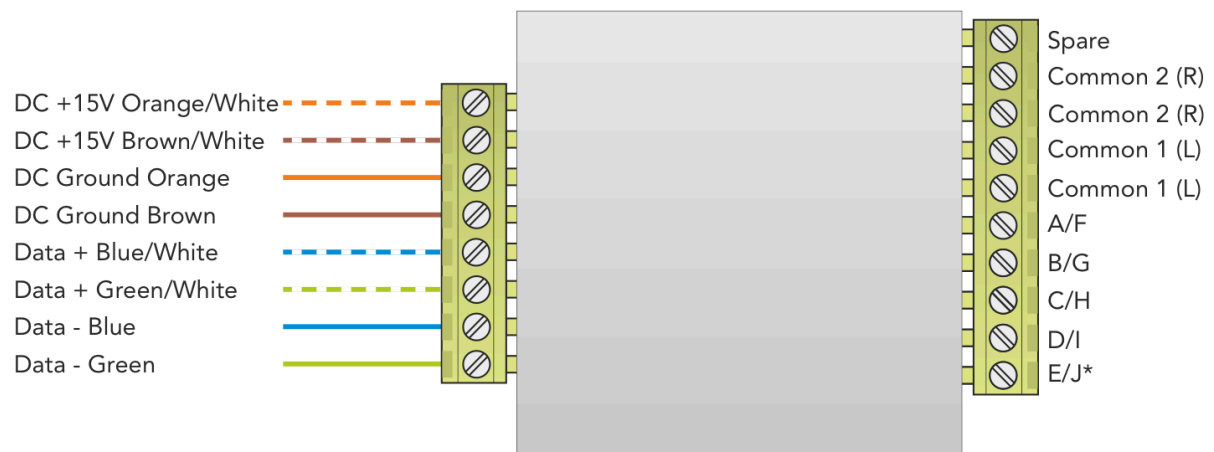 DC +15V Orange/White
DC +15V Brown/White
DC Ground Orange
DC Ground Brown
Data + Blue/White
Data + Green/White
Data - Blue
Data - Green
Spare
Common 2 (R)
Common 2 (R)
Common 1 (L)
Common 1 (L)
A/F
B/G
C/H
D/I
E/J*